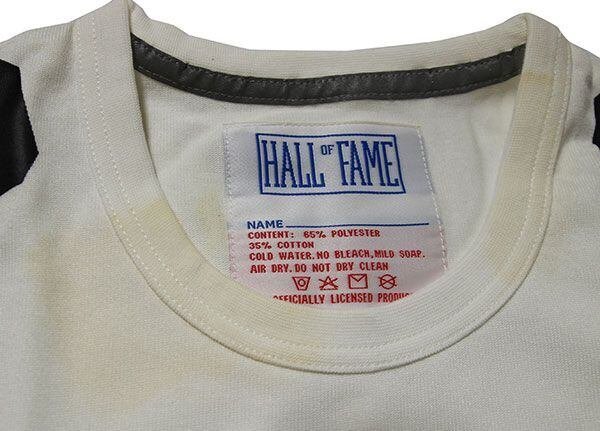 HALL OF FAME
NAME
CONTENT: 65% POLYESTER
35% COTTON
COLD WATER. NO BLEACH, MILD SOAP.
AIR DRY. DO NOT DRY CLEAN
OFFICIALLY LICENSED